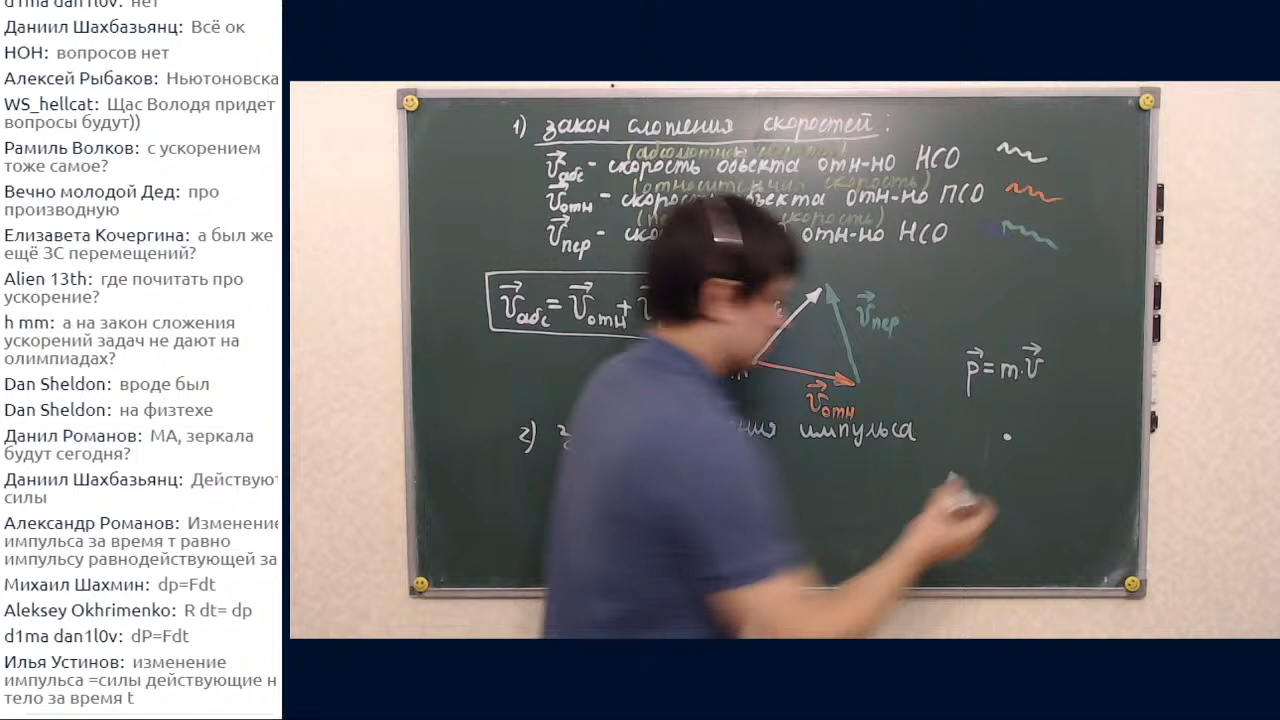 d1ma dan1l0v: нет
Даниил Шахбазьянц: Всё ок
НОН: вопросов нет
Алексей Рыбаков: Ньютоновска
WS_hellcat: Щас Володя придет
вопросы будут))
Рамиль Волков: с ускорением
тоже самое?
Вечно молодой Дед: про
производную
Елизавета Кочергина: а был же
ещё ЗС перемещений?
Alien 13th: где почитать про
ускорение?
h mm: а на закон сложения
ускорений задач не дают на
олимпиадах?
Dan Sheldon: вроде был
Dan Sheldon: на физтехе
Данил Романов: МА, зеркала
будут сегодня?
Даниил Шахбазьянц: Действуют
силы
Александр Романов: Изменение
импульса за время т равно
импульсу равнодействующей за
Михаил Шахмин: dp=Fdt
Aleksey Okhrimenko: R dt= dp
d1ma dan1l0v: dP=Fdt
Илья Устинов: изменение
импульса =силы действующие н
тело за время t
1) закон сложения скоростей:
(абсолютная
v⃗абс - скорость объекта отн-но НСО
(относительная скорость)
v⃗отн - скорость объекта отн-но ПСО
скорость)
v⃗пер - отн-но НСО
v⃗абс = v⃗отн +
v⃗пер
v⃗отн
p⃗ = m·v⃗
2) импульса